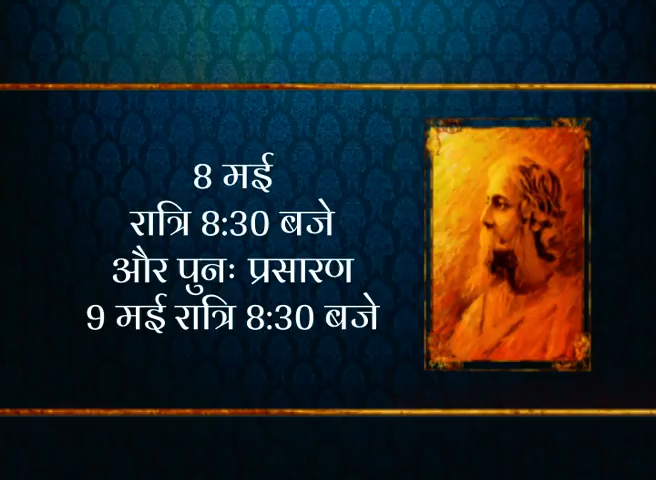 8 मई
रात्रि 8:30 बजे
और पुनः प्रसारण
9 मई रात्रि 8:30 बजे